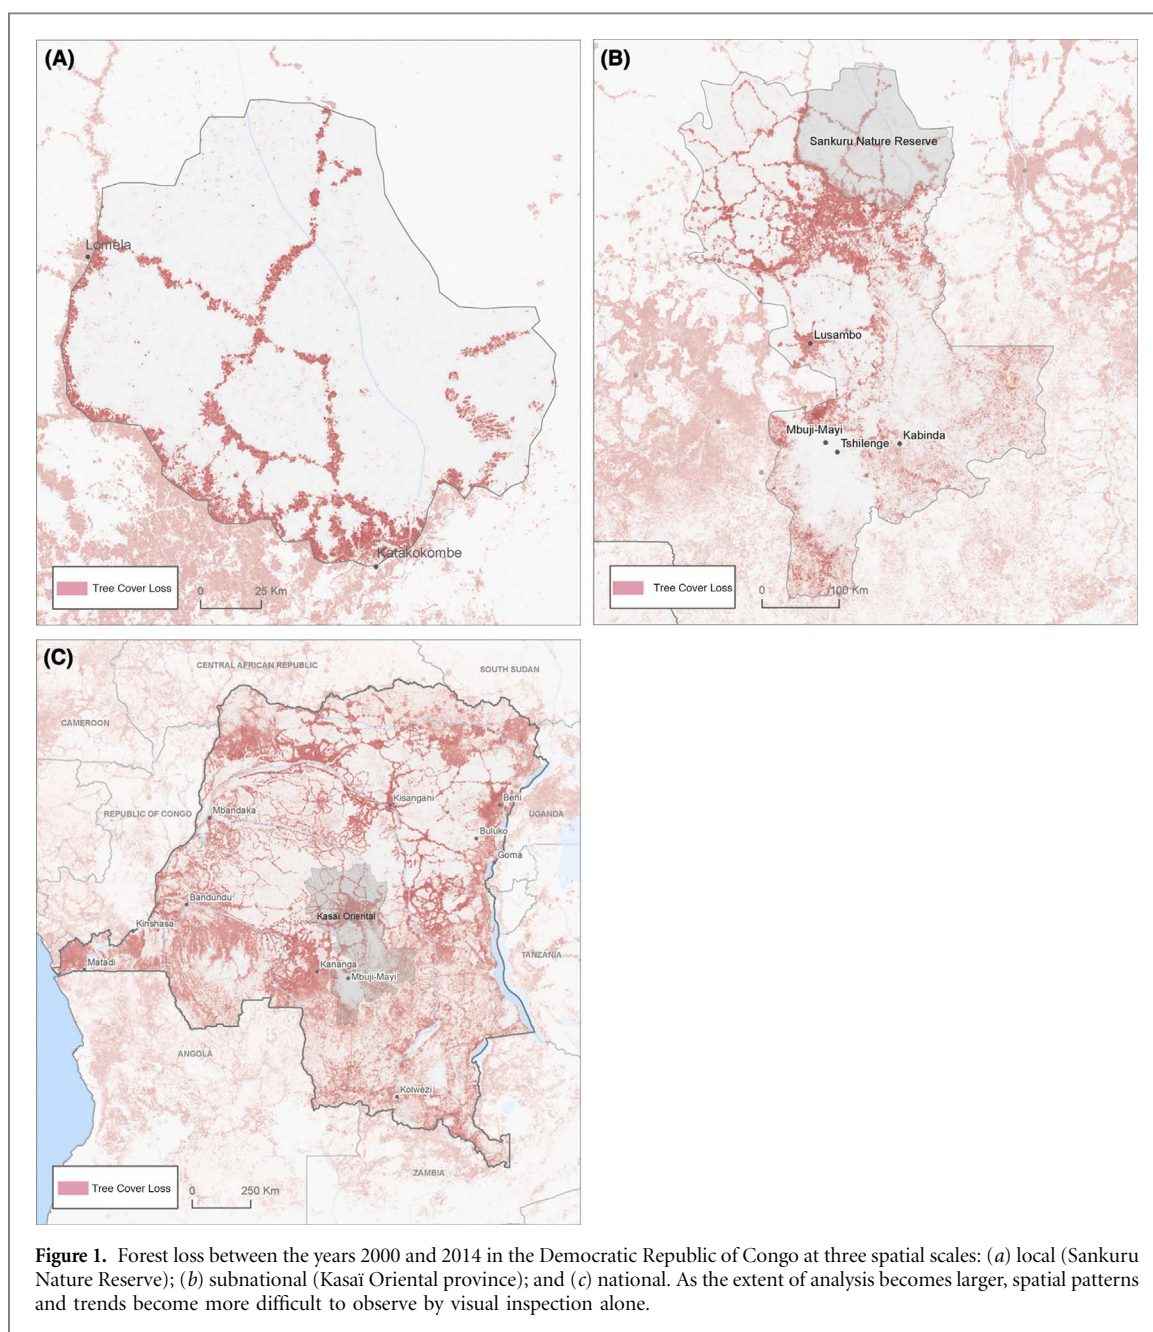 (A)
Lomela
Katakokombe
Tree Cover Loss
0 25 Km
(B)
Sankuru Nature Reserve
Lusambo
Mbuji-Mayi
Tshilenge
Kabinda
Tree Cover Loss
0 100 Km
(C)
CENTRAL AFRICAN REPUBLIC
SOUTH SUDAN
CAMEROON
REPUBLIC OF CONGO
Mbandaka
Kisangani
Beni
UGANDA
Buluko
Goma
Bandundu
Kasaï Oriental
Kinshasa
TANZANIA
Matadi
Kananga
Mbuji-Mayi
ANGOLA
Kolwezi
ZAMBIA
Tree Cover Loss
0 250 Km
Figure 1. Forest loss between the years 2000 and 2014 in the Democratic Republic of Congo at three spatial scales: (a) local (Sankuru
Nature Reserve); (b) subnational (Kasaï Oriental province); and (c) national. As the extent of analysis becomes larger, spatial patterns
and trends become more difficult to observe by visual inspection alone.